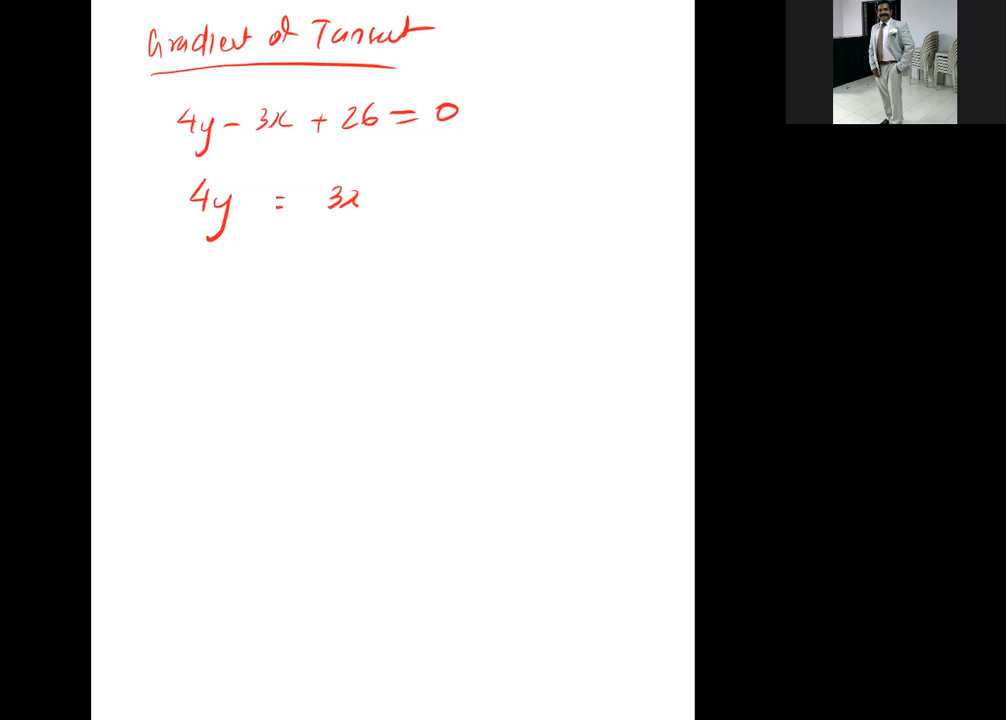 Gradient of Tangent
4y - 3x + 26 = 0
4y = 3x